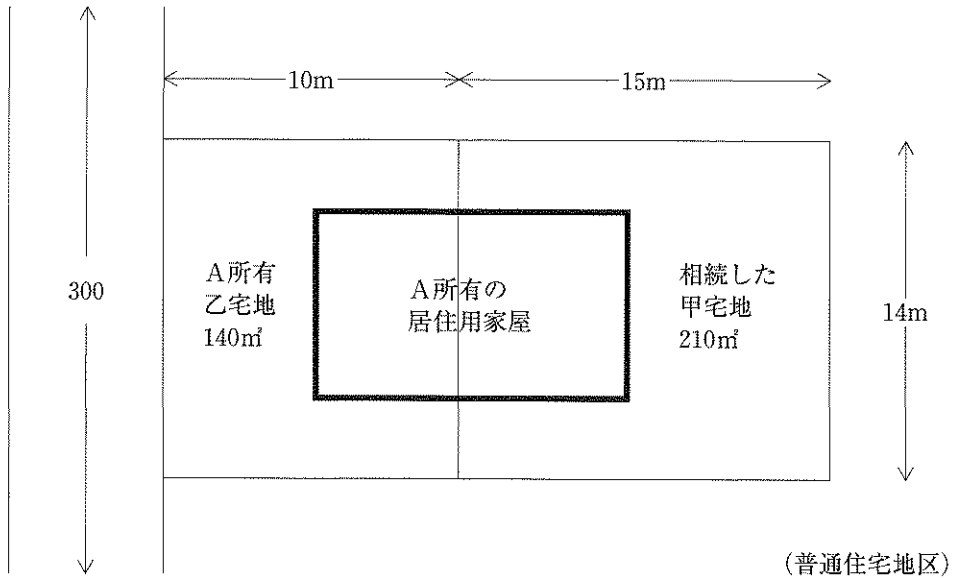 10m
15m
300
A所有
乙宅地
140㎡
A所有の
居住用家屋
相続した
甲宅地
210㎡
14m
(普通住宅地区)